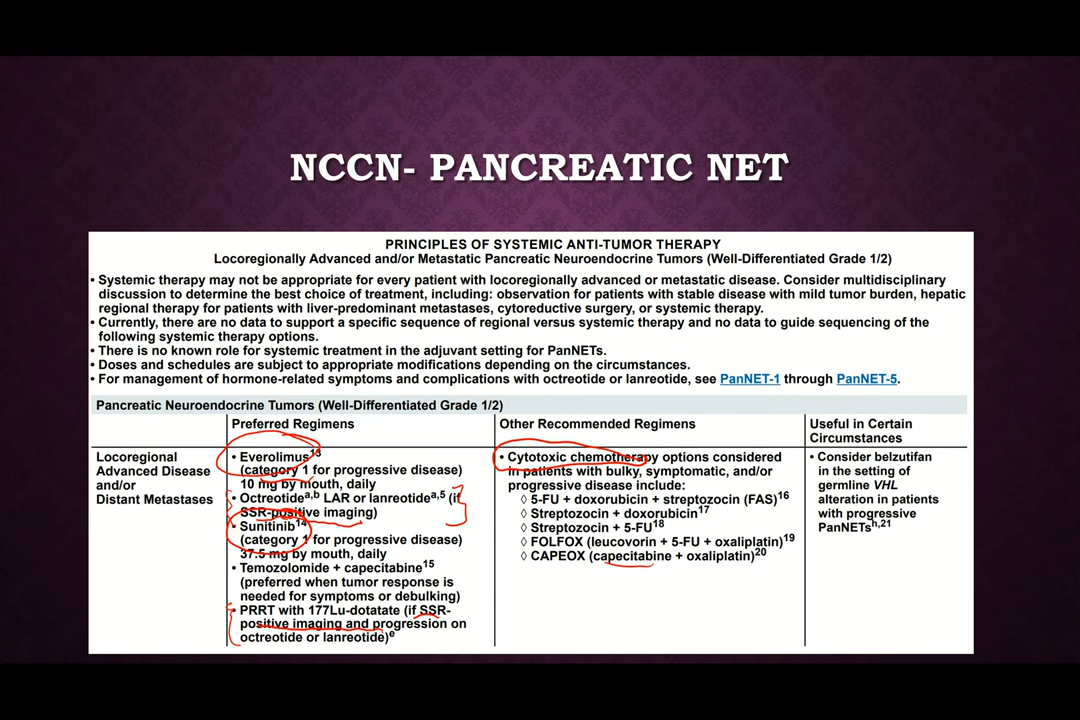 NCCN- PANCREATIC NET
PRINCIPLES OF SYSTEMIC ANTI-TUMOR THERAPY
Locoregionally Advanced and/or Metastatic Pancreatic Neuroendocrine Tumors (Well-Differentiated Grade 1/2)
• Systemic therapy may not be appropriate for every patient with locoregionally advanced or metastatic disease. Consider multidisciplinary
discussion to determine the best choice of treatment, including: observation for patients with stable disease with mild tumor burden, hepatic
regional therapy for patients with liver-predominant metastases, cytoreductive surgery, or systemic therapy.
• Currently, there are no data to support a specific sequence of regional versus systemic therapy and no data to guide sequencing of the
following systemic therapy options.
• There is no known role for systemic treatment in the adjuvant setting for PanNETs.
• Doses and schedules are subject to appropriate modifications depending on the circumstances.
• For management of hormone-related symptoms and complications with octreotide or lanreotide, see PanNET-1 through PanNET-5.
Pancreatic Neuroendocrine Tumors (Well-Differentiated Grade 1/2)
Preferred Regimens
Other Recommended Regimens
Useful in Certain
Circumstances
Locoregional
Advanced Disease
and/or
Distant Metastases
• Everolimus13
(category 1 for progressive disease)
10 mg by mouth, daily
• Octreotidea,b LAR or lanreotidea,5 (if
SSR-positive imaging)
• Sunitinib14
(category 1 for progressive disease)
37.5 mg by mouth, daily
• Temozolomide + capecitabine15
(preferred when tumor response is
needed for symptoms or debulking)
• PRRT with 177Lu-dotatate (if SSR-
positive imaging and progression on
octreotide or lanreotide)e
• Cytotoxic chemotherapy options considered
in patients with bulky, symptomatic, and/or
progressive disease include:
◊ 5-FU + doxorubicin + streptozocin (FAS)16
◊ Streptozocin + doxorubicin17
◊ Streptozocin + 5-FU18
◊ FOLFOX (leucovorin + 5-FU + oxaliplatin)19
◊ CAPEOX (capecitabine + oxaliplatin)20
• Consider belzutifan
in the setting of
germline VHL
alteration in patients
with progressive
PanNETsh,21